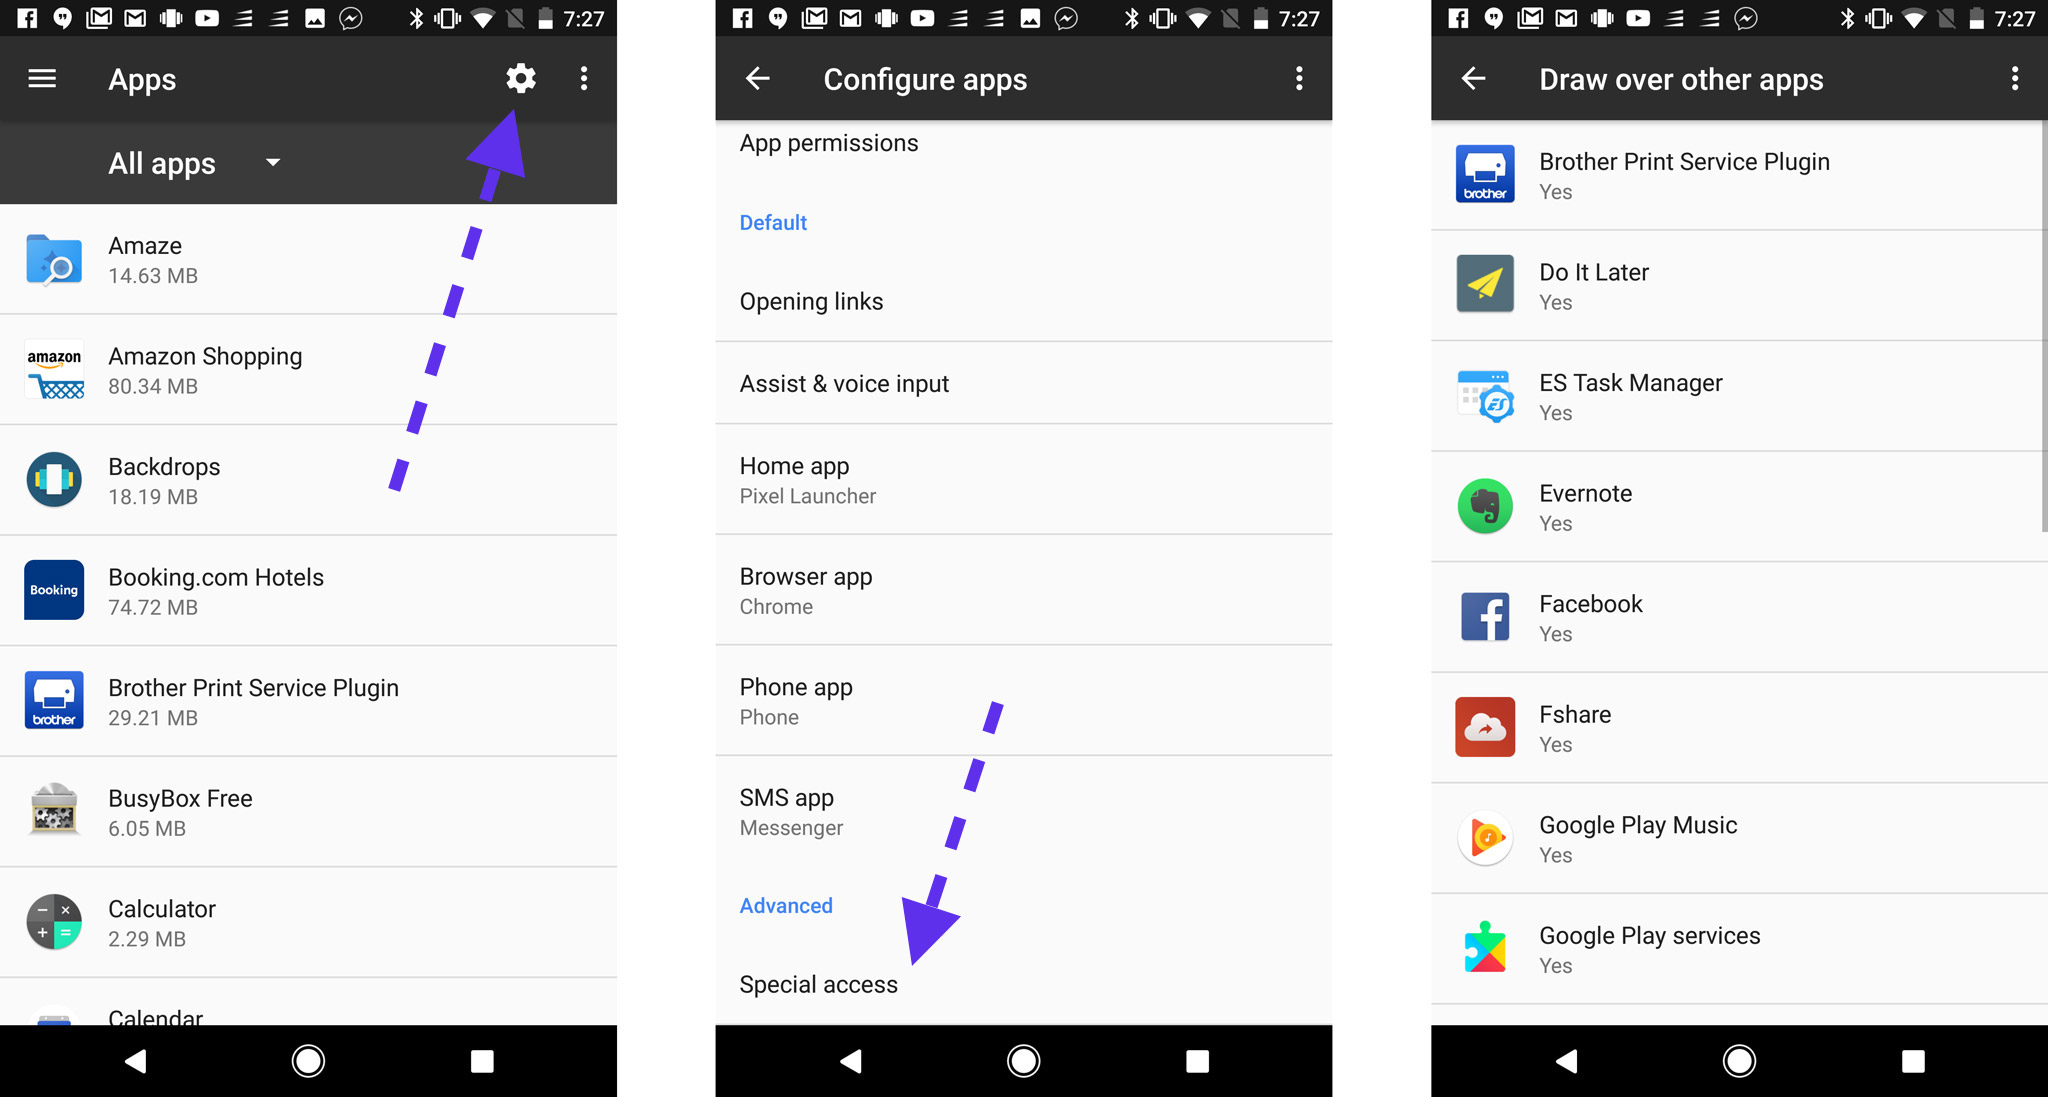 7:27
Apps
All apps
Amaze
14.63 MB
amazon
Amazon Shopping
80.34 MB
Backdrops
18.19 MB
Booking
Booking.com Hotels
74.72 MB
brother
Brother Print Service Plugin
29.21 MB
BusyBox Free
6.05 MB
Calculator
2.29 MB
Calendar
7:27
Configure apps
App permissions
Default
Opening links
Assist & voice input
Home app
Pixel Launcher
Browser app
Chrome
Phone app
Phone
SMS app
Messenger
Advanced
Special access
7:27
Draw over other apps
brother
Brother Print Service Plugin
Yes
Do It Later
Yes
ES
ES Task Manager
Yes
Evernote
Yes
Facebook
Yes
Fshare
Yes
Google Play Music
Yes
Google Play services
Yes